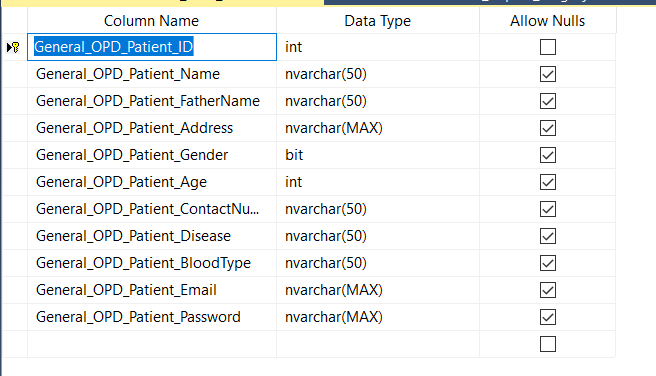 Column Name Data Type Allow Nulls
General_OPD_Patient_ID int
General_OPD_Patient_Name nvarchar(50)
General_OPD_Patient_FatherName nvarchar(50)
General_OPD_Patient_Address nvarchar(MAX)
General_OPD_Patient_Gender bit
General_OPD_Patient_Age int
General_OPD_Patient_ContactNu... nvarchar(50)
General_OPD_Patient_Disease nvarchar(50)
General_OPD_Patient_BloodType nvarchar(50)
General_OPD_Patient_Email nvarchar(MAX)
General_OPD_Patient_Password nvarchar(MAX)